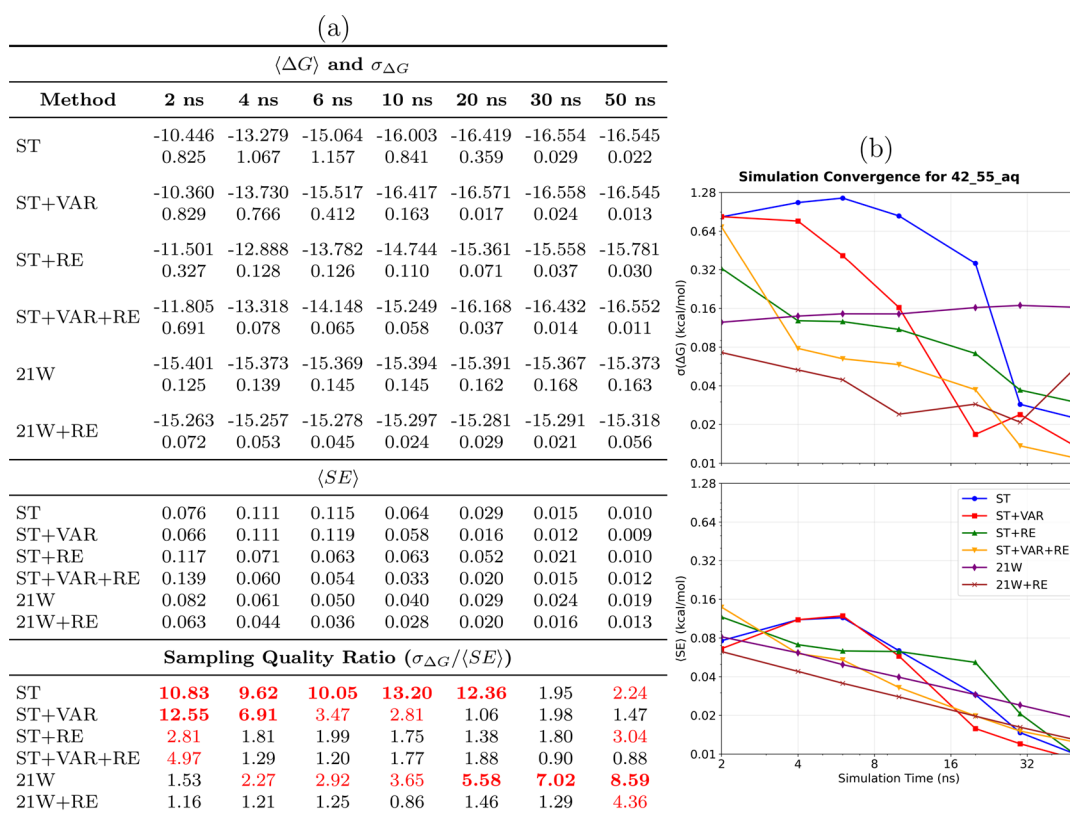 (a)
⟨ΔG⟩ and σ_ΔG
Method 2 ns 4 ns 6 ns 10 ns 20 ns 30 ns 50 ns
ST -10.446 -13.279 -15.064 -16.003 -16.419 -16.554 -16.545
0.825 1.067 1.157 0.841 0.359 0.029 0.022
ST+VAR -10.360 -13.730 -15.517 -16.417 -16.571 -16.568 -16.545
0.829 0.766 0.412 0.163 0.017 0.024 0.013
ST+RE -11.501 -12.888 -13.782 -14.744 -15.361 -15.558 -15.781
0.327 0.128 0.126 0.110 0.071 0.037 0.030
ST+VAR+RE -11.805 -13.318 -14.148 -15.249 -16.168 -16.432 -16.552
0.691 0.078 0.065 0.058 0.037 0.014 0.011
21W -15.401 -15.373 -15.369 -15.394 -15.391 -15.367 -15.373
0.125 0.139 0.145 0.145 0.162 0.168 0.163
21W+RE -15.263 -15.257 -15.278 -15.297 -15.281 -15.291 -15.318
0.072 0.053 0.045 0.024 0.029 0.021 0.056
⟨SE⟩
ST 0.076 0.111 0.115 0.064 0.029 0.015 0.010
ST+VAR 0.066 0.111 0.119 0.058 0.016 0.012 0.009
ST+RE 0.117 0.071 0.063 0.063 0.052 0.021 0.010
ST+VAR+RE 0.139 0.060 0.054 0.033 0.020 0.015 0.012
21W 0.082 0.061 0.050 0.040 0.029 0.024 0.019
21W+RE 0.063 0.044 0.036 0.028 0.020 0.016 0.013
Sampling Quality Ratio (σ_ΔG/⟨SE⟩)
ST 10.83 9.62 10.05 13.20 12.36 1.95 2.24
ST+VAR 12.55 6.91 3.47 2.81 1.06 1.98 1.47
ST+RE 2.81 1.81 1.99 1.75 1.38 1.80 3.04
ST+VAR+RE 4.97 1.29 1.20 1.77 1.88 0.90 0.88
21W 1.53 2.27 2.92 3.65 5.58 7.02 8.59
21W+RE 1.16 1.21 1.25 0.86 1.46 1.29 4.36
(b)
Simulation Convergence for 42_55_aq
σ(ΔG) (kcal/mol)
1.28
0.64
0.32
0.16
0.08
0.04
0.02
0.01
⟨SE⟩ (kcal/mol)
1.28
0.64
0.32
0.16
0.08
0.04
0.02
0.01
ST
ST+VAR
ST+RE
ST+VAR+RE
21W
21W+RE
2 4 8 16 32
Simulation Time (ns)